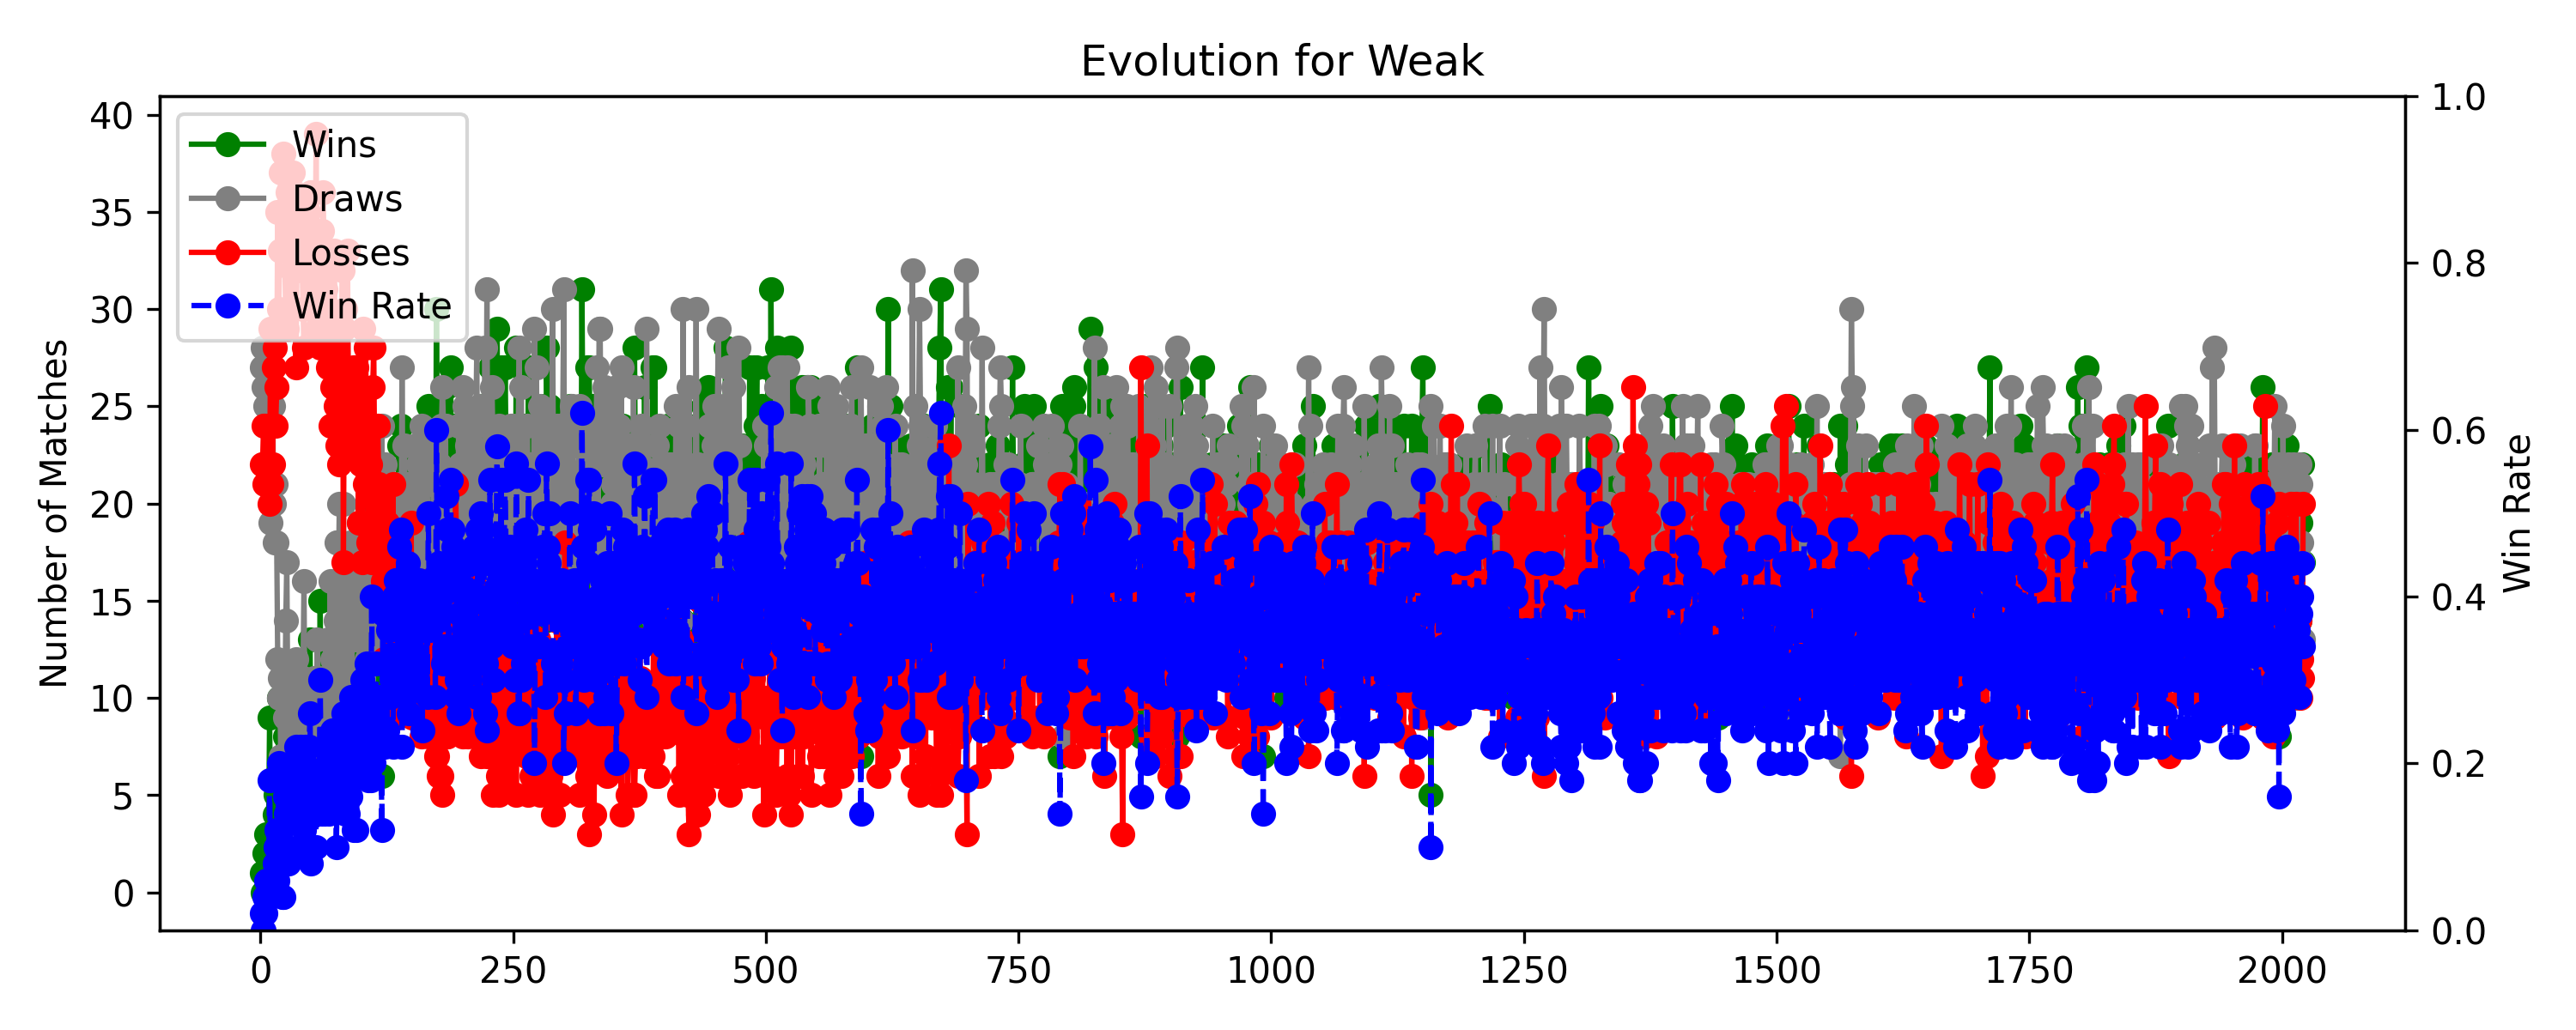 Evolution for Weak
40
35
30
25
20
15
10
5
0
Number of Matches
Wins
Draws
Losses
Win Rate
1.0
0.8
0.6
0.4
0.2
0.0
Win Rate
0 250 500 750 1000 1250 1500 1750 2000